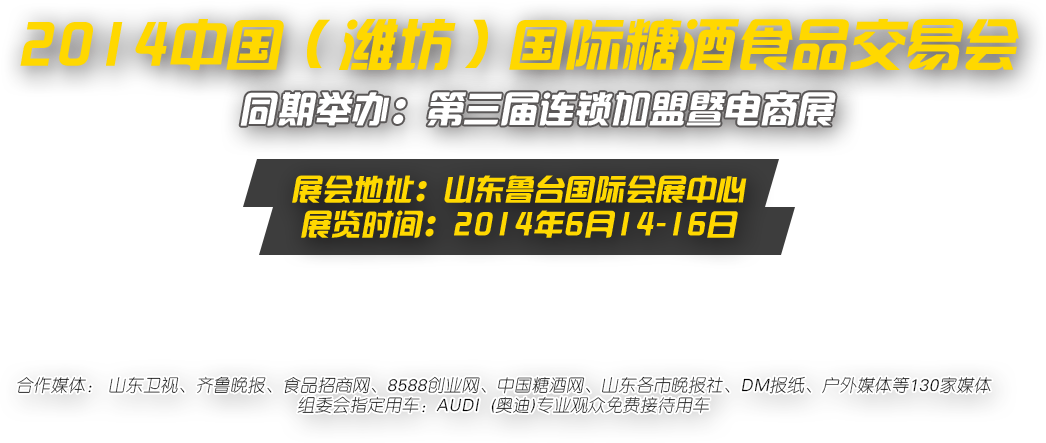 2014中国（潍坊）国际糖酒食品交易会
同期举办：第三届连锁加盟暨电商展
展会地址：山东鲁台国际会展中心
展览时间：2014年6月14-16日
合作媒体： 山东卫视、齐鲁晚报、食品招商网、8588创业网、中国糖酒网、山东各市晚报社、DM报纸、户外媒体等130家媒体
组委会指定用车；AUDI (奥迪)专业观众免费接待用车